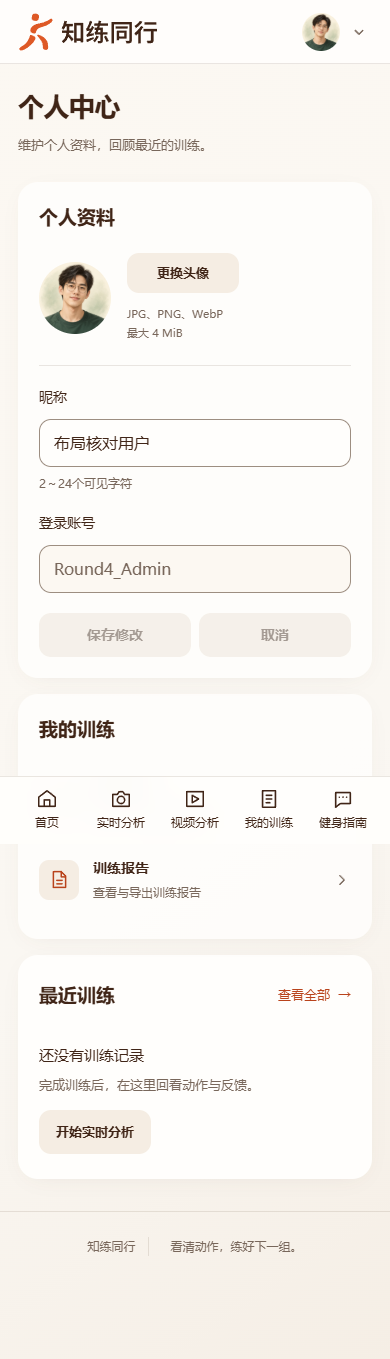 知练同行
个人中心
维护个人资料，回顾最近的训练。
个人资料
更换头像
JPG、PNG、WebP
最大 4 MiB
昵称
布局核对用户
2～24个可见字符
登录账号
Round4_Admin
保存修改
取消
我的训练
首页
实时分析
视频分析
我的训练
健身指南
训练报告
查看与导出训练报告
最近训练
查看全部 →
还没有训练记录
完成训练后，在这里回看动作与反馈。
开始实时分析
知练同行
看清动作，练好下一组。